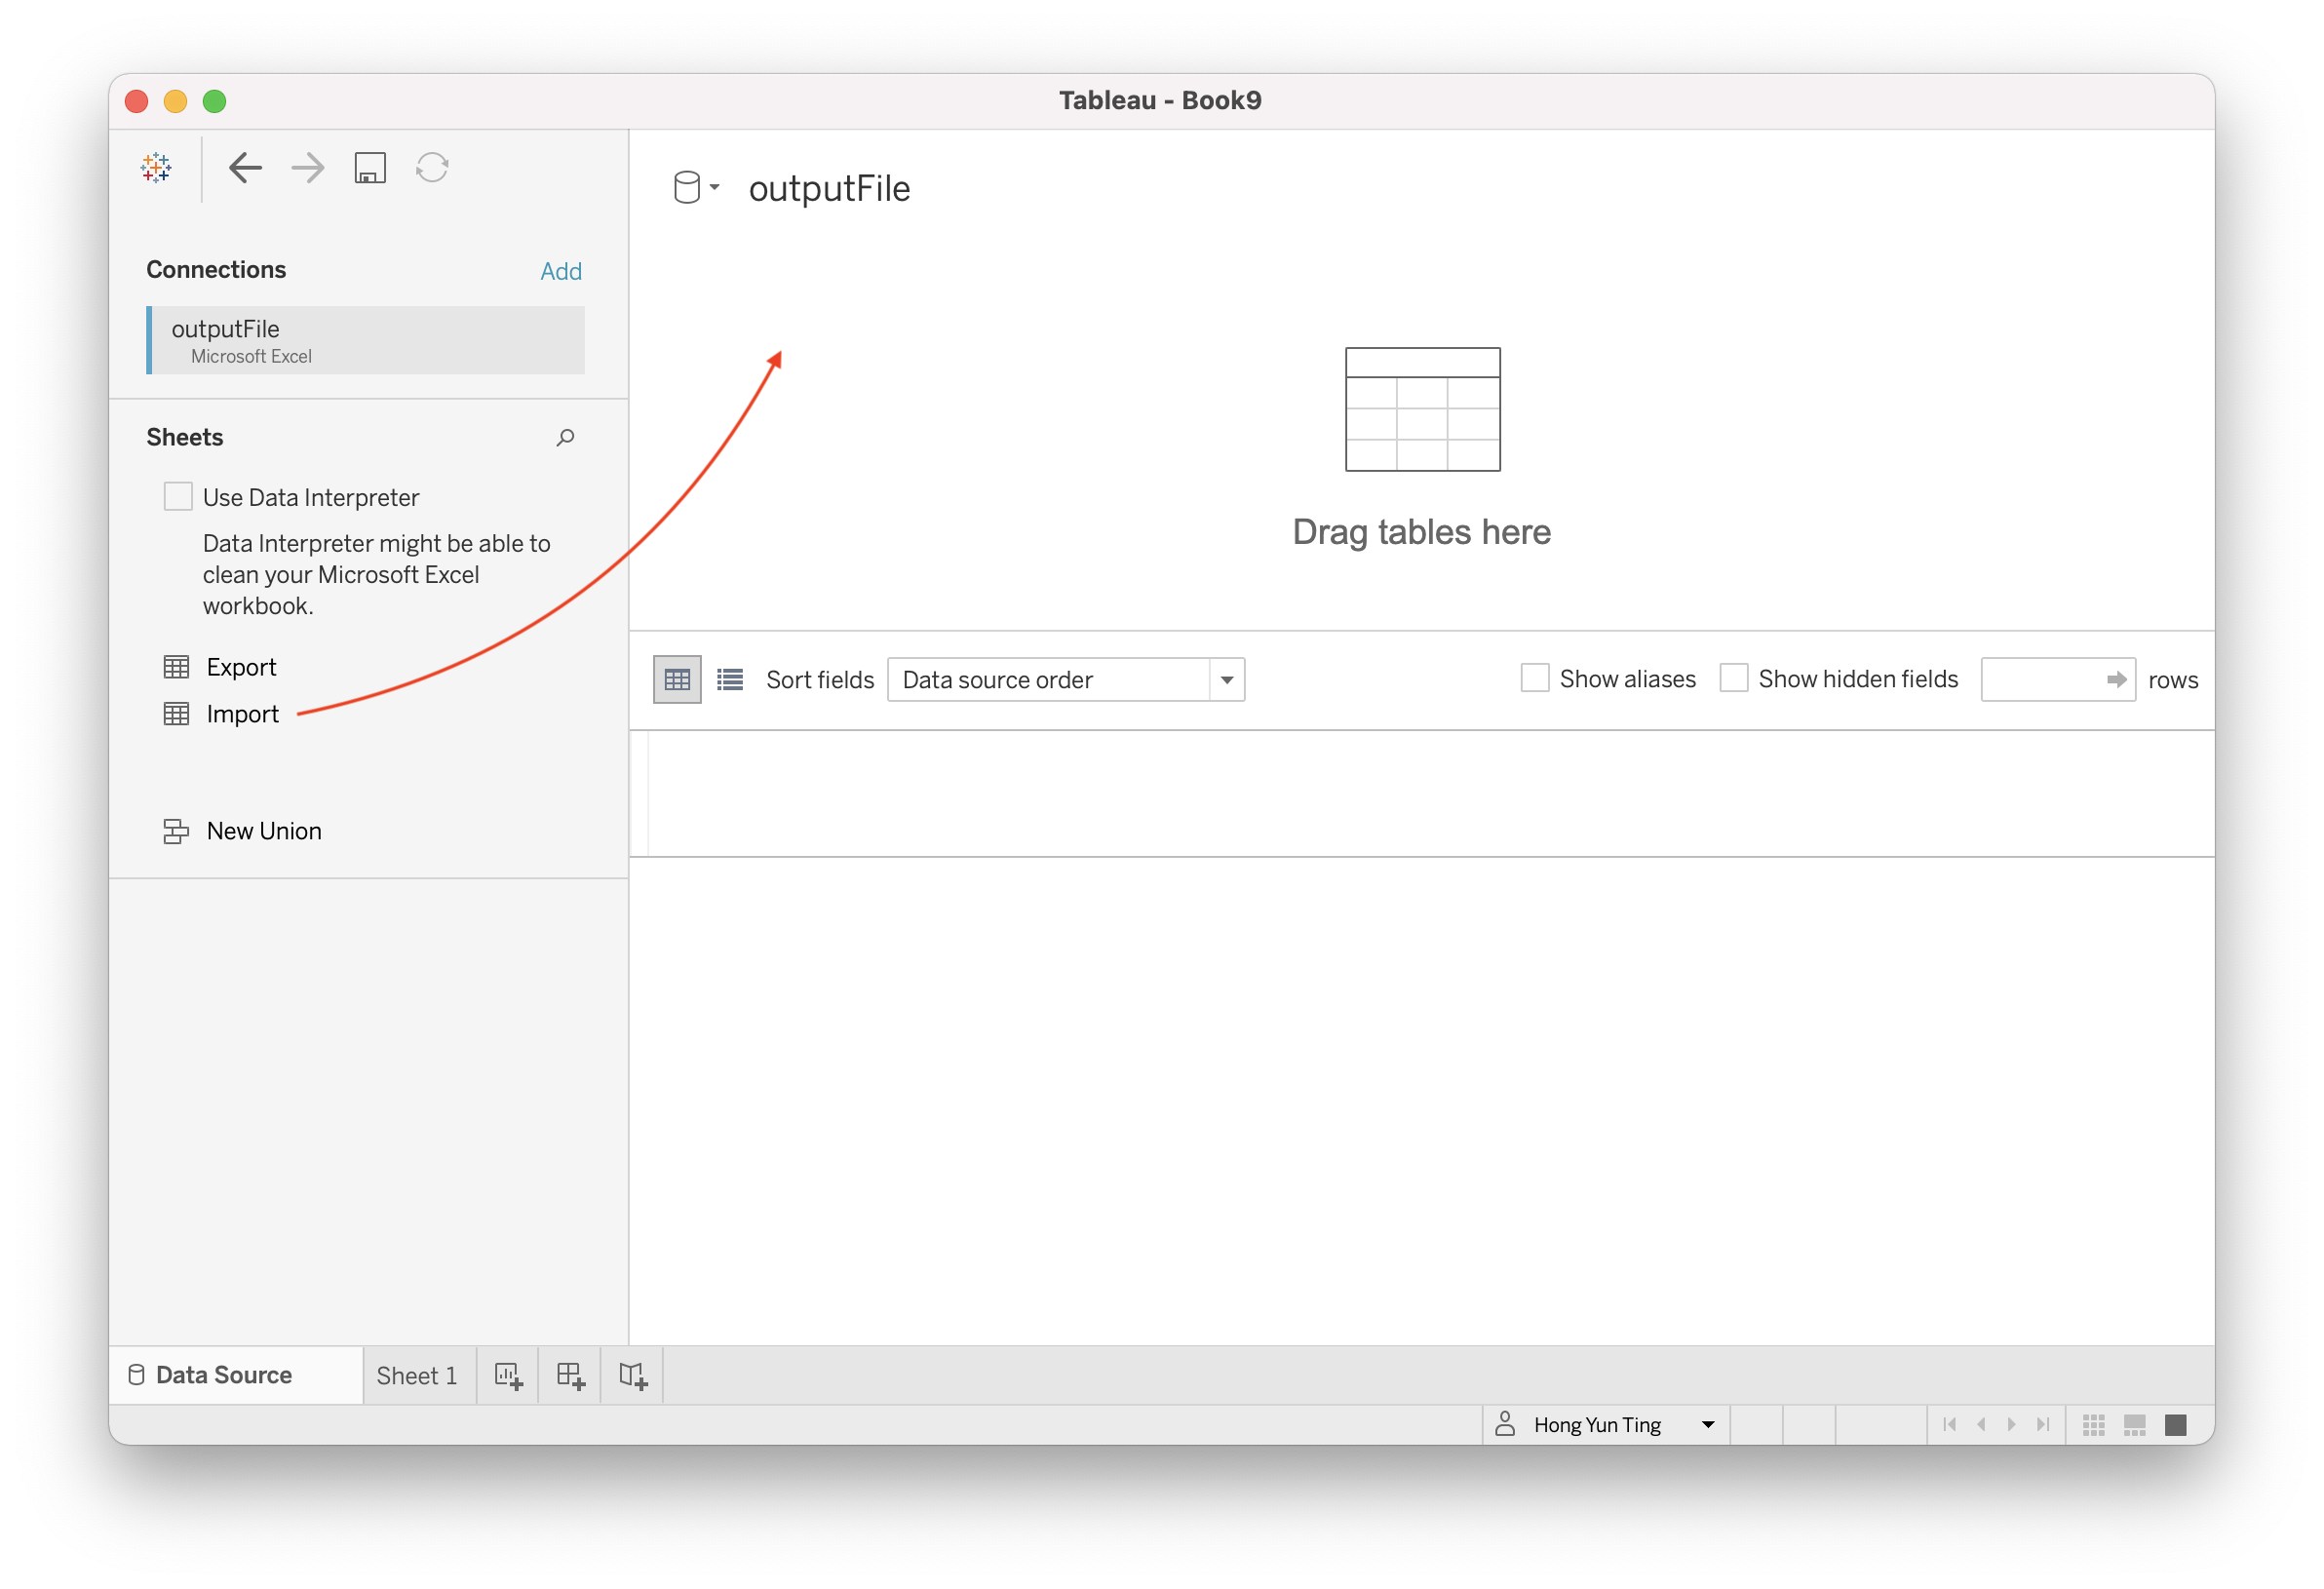 Tableau - Book9
outputFile
Connections
Add
outputFile
Microsoft Excel
Sheets
Use Data Interpreter
Data Interpreter might be able to
clean your Microsoft Excel
workbook.
Export
Import
New Union
Drag tables here
Sort fields
Data source order
Show aliases
Show hidden fields
rows
Data Source
Sheet 1
Hong Yun Ting